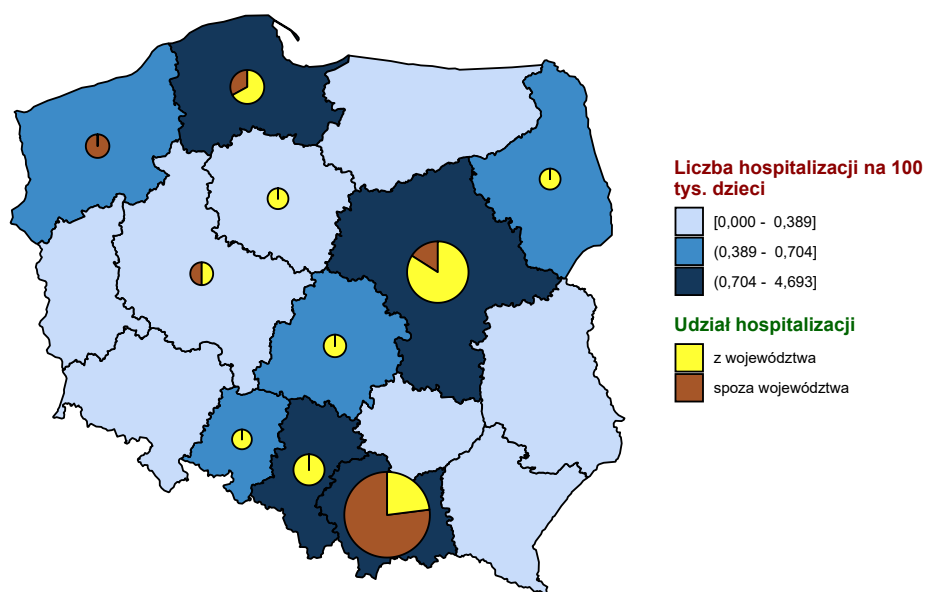 Liczba hospitalizacji na 100
tys. dzieci
[0,000 - 0,389]
(0,389 - 0,704]
(0,704 - 4,693]
Udział hospitalizacji
z województwa
spoza województwa